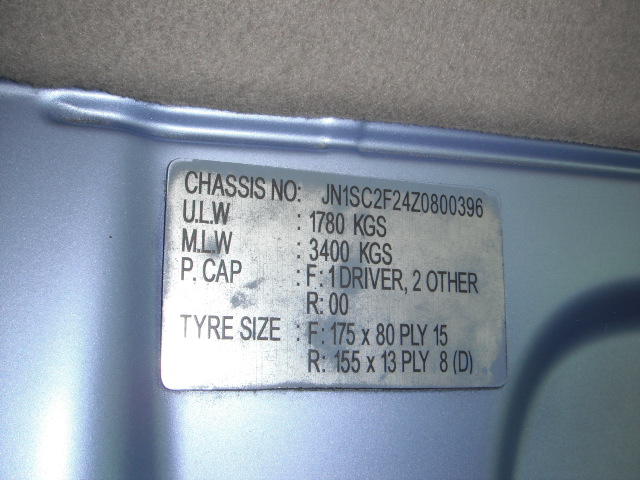 CHASSIS NO: JN1SC2F24Z0800396
U.L.W : 1780 KGS
M.L.W : 3400 KGS
P. CAP : F: 1 DRIVER, 2 OTHER
R: 00
TYRE SIZE : F: 175 x 80 PLY 15
R: 155 x 13 PLY 8 (D)